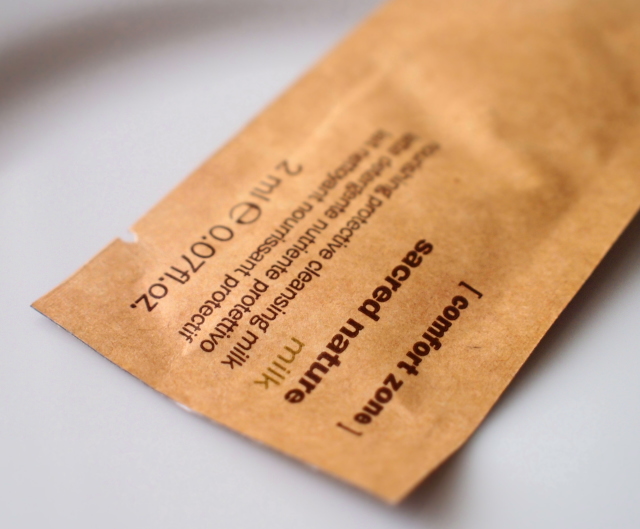 [ comfort zone ]
sacred nature
milk
nourishing protective cleansing milk
latte detergente nutriente protettivo
lait nettoyant nourrissant protectif
2 ml ℮ 0.07fl.oz.